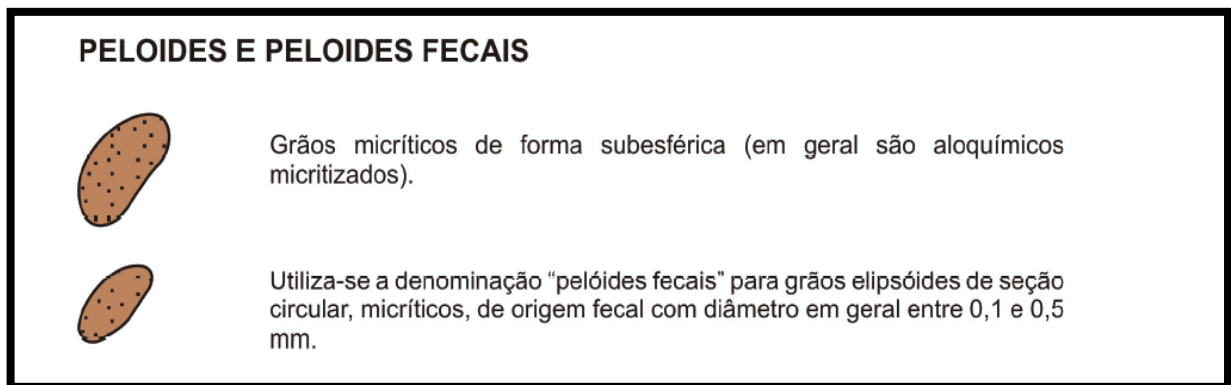 PELOIDES E PELOIDES FECAIS
Grãos micríticos de forma subesférica (em geral são aloquímicos
micritizados).
Utiliza-se a denominação “pelóides fecais” para grãos elipsóides de seção
circular, micríticos, de origem fecal com diâmetro em geral entre 0,1 e 0,5
mm.